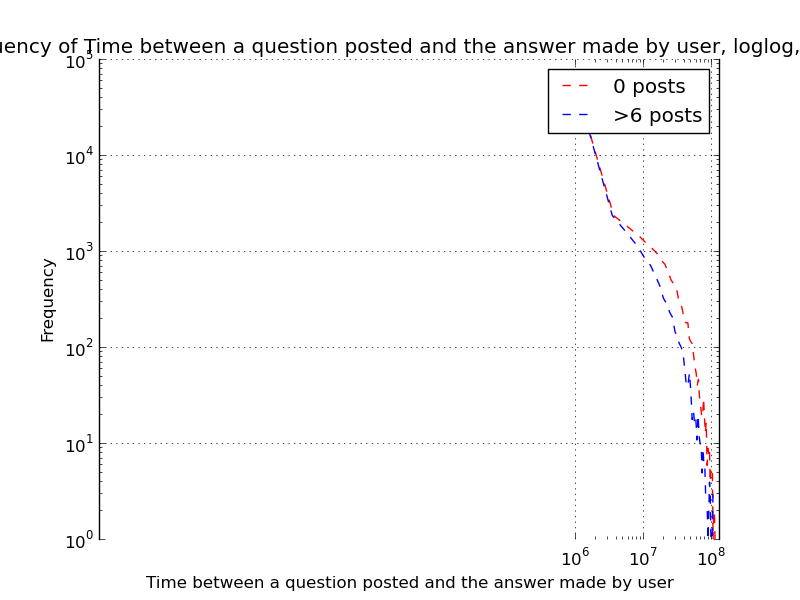 of Time between a question posted and the answer made by user, loglog,
10^5
0 posts
>6 posts
10^4
10^3
10^2
10^1
10^0
Frequency
10^6 10^7 10^8
Time between a question posted and the answer made by user